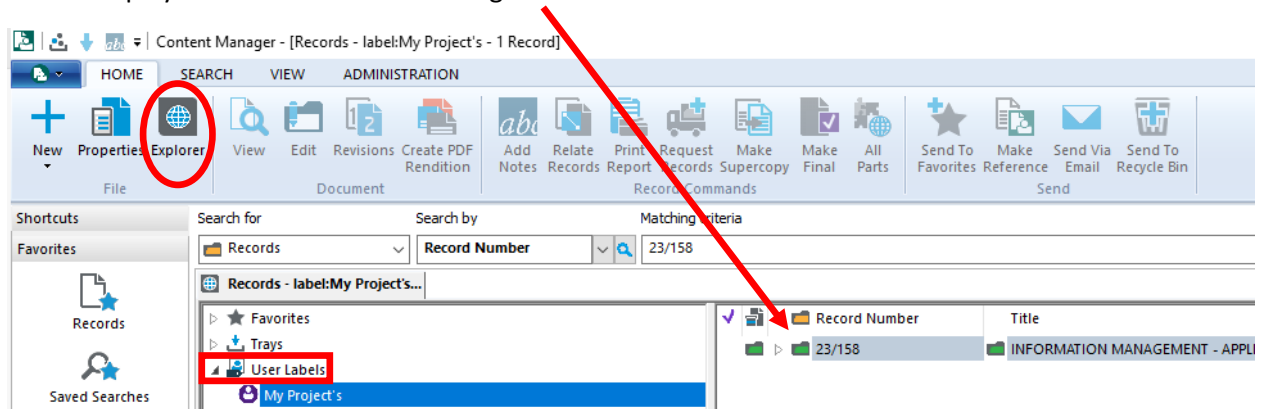 Content Manager - [Records - label:My Project's - 1 Record]
HOME SEARCH VIEW ADMINISTRATION
New Properties Explorer View Edit Revisions Create PDF Rendition Add Notes Relate Records Print Report Request Records Make Supercopy Make Final All Parts Send To Favorites Make Reference Send Via Email Send To Recycle Bin
File Document Record Commands Send
Shortcuts Search for Search by Matching criteria
Favorites Records Record Number 23/158
Records - label:My Project's...
Records Favorites Record Number Title
Trays 23/158 INFORMATION MANAGEMENT -
User Labels
Saved Searches My Project's